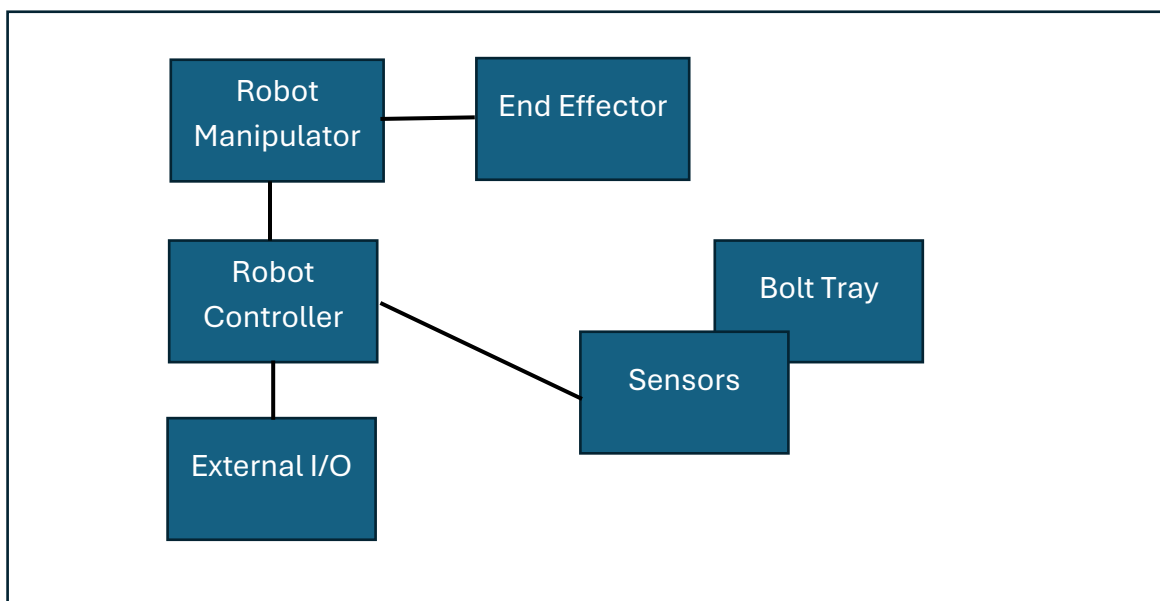 Robot
Manipulator
End Effector
Robot
Controller
Bolt Tray
Sensors
External I/O